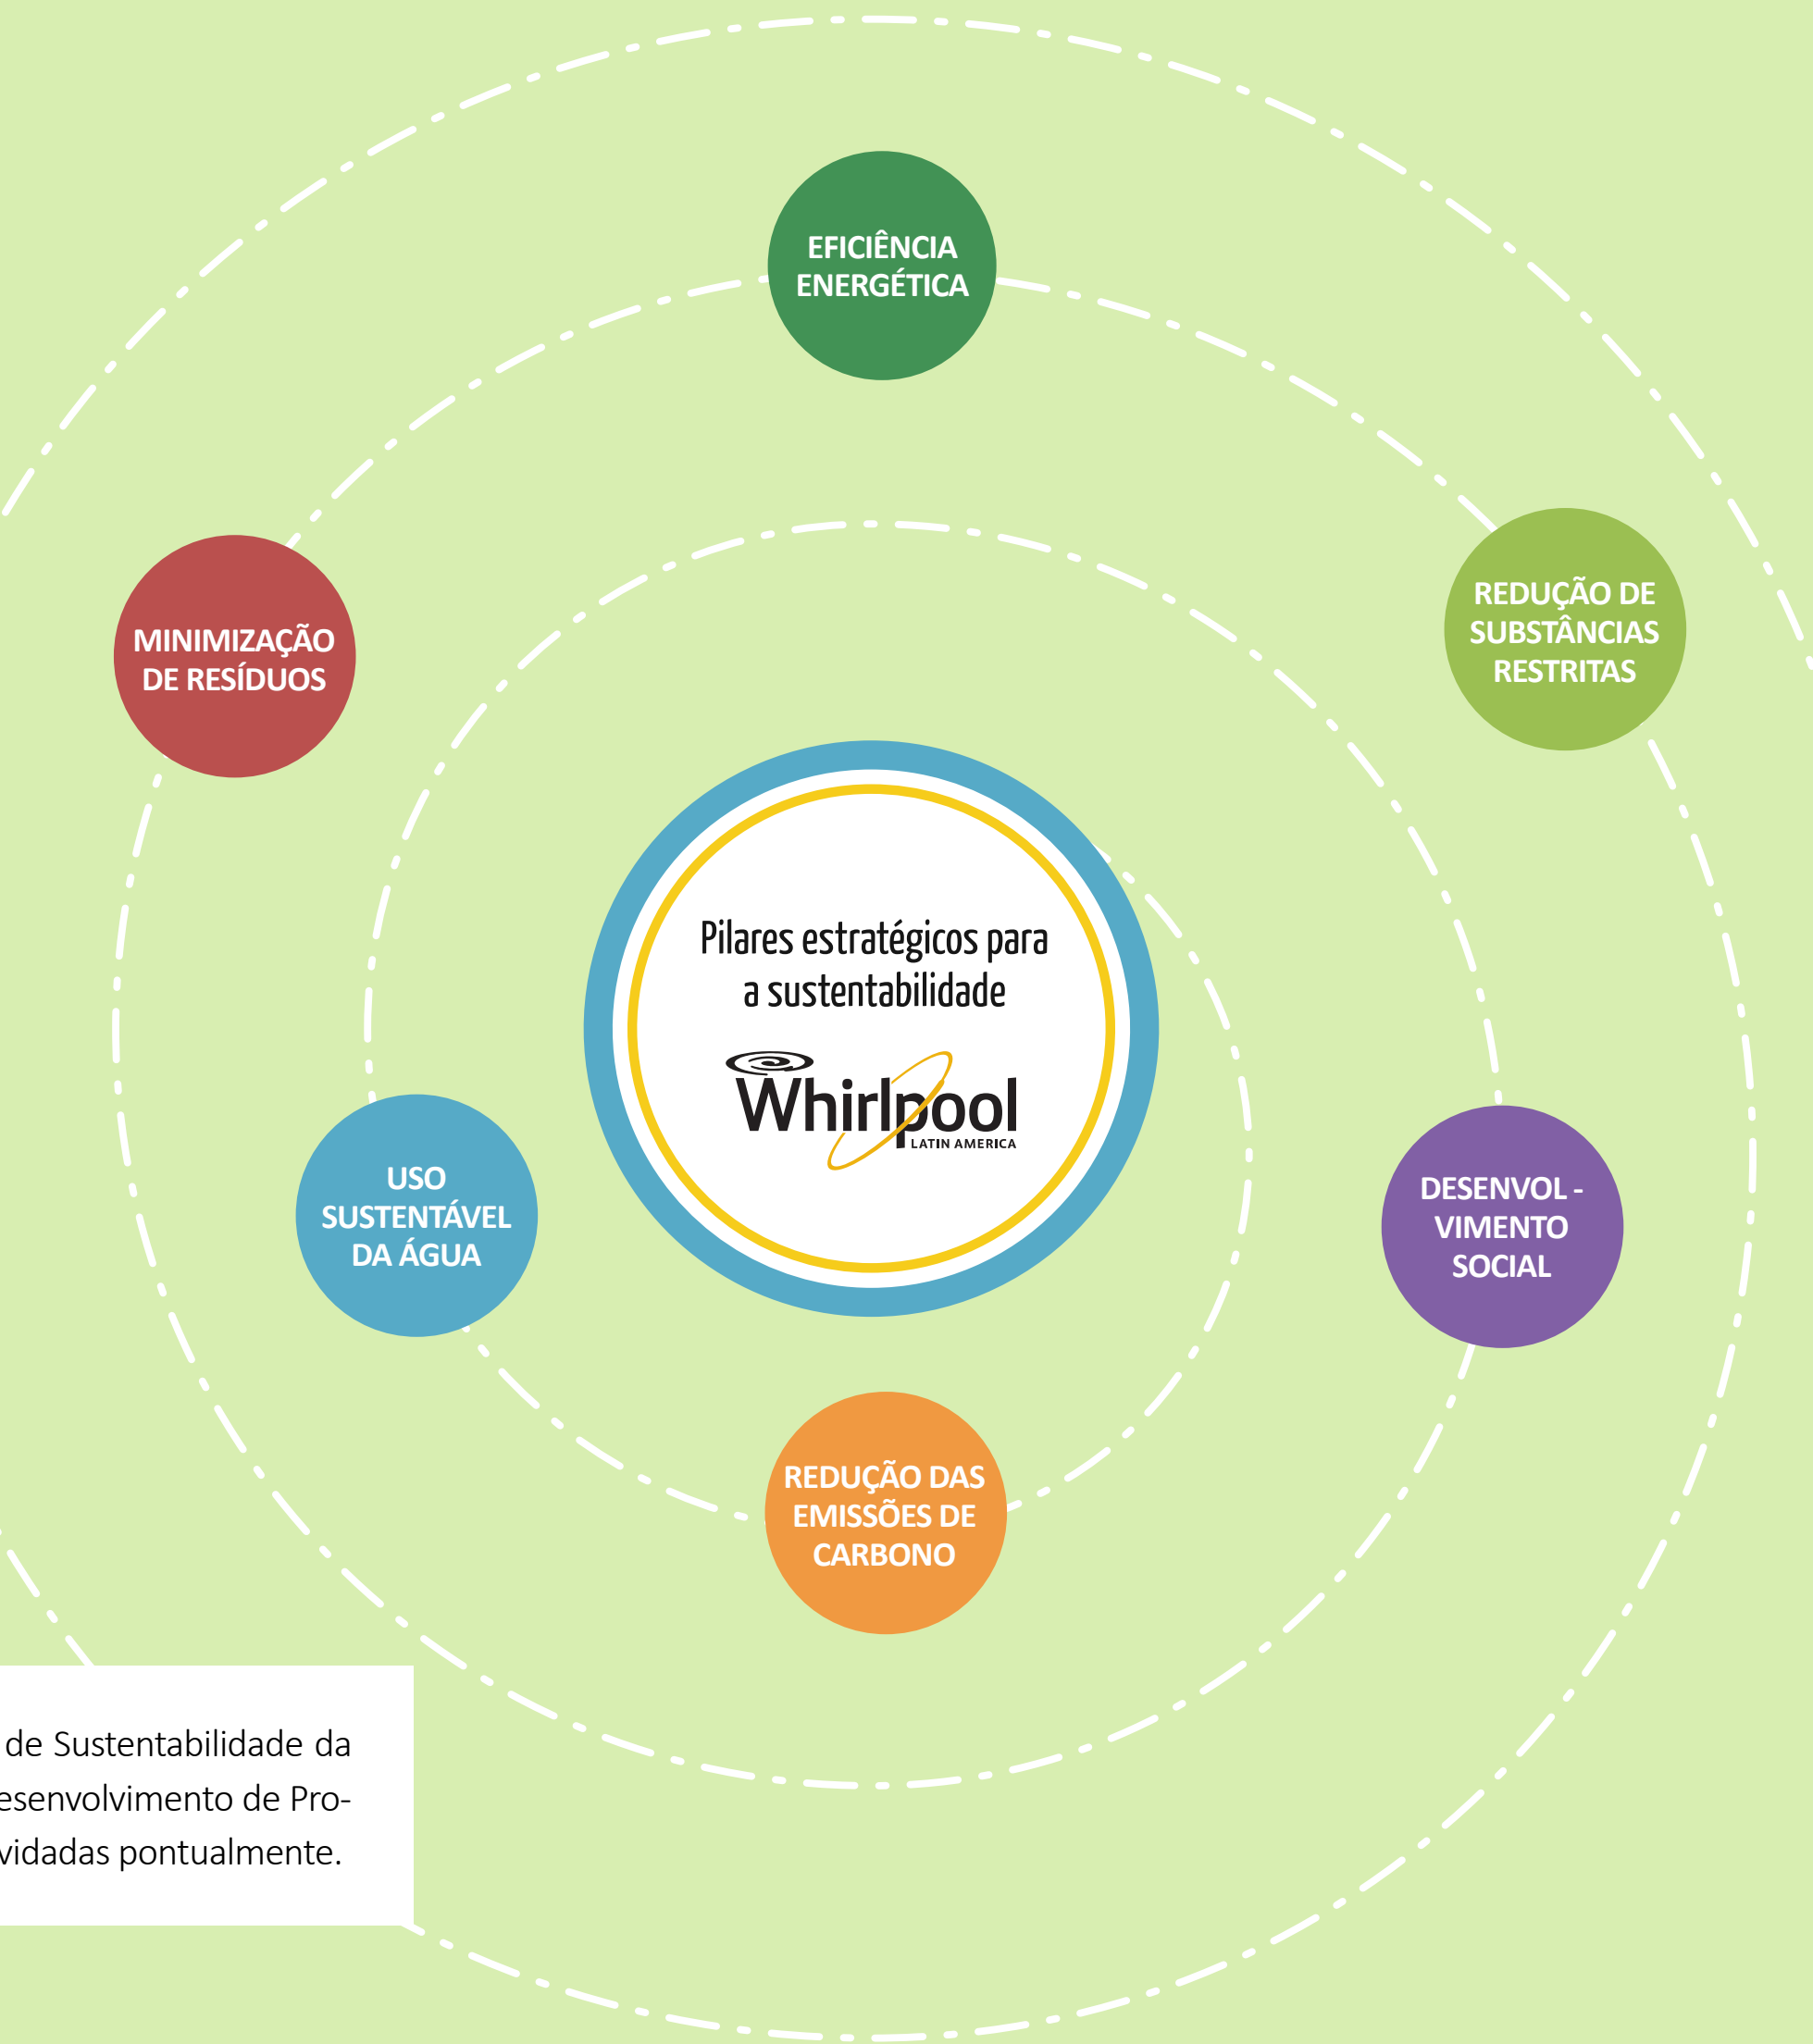 EFICIÊNCIA
ENERGÉTICA
REDUÇÃO DE
SUBSTÂNCIAS
RESTRITAS
MINIMIZAÇÃO
DE RESÍDUOS
Pilares estratégicos para
a sustentabilidade
Whirlpool
LATIN AMERICA
USO
SUSTENTÁVEL
DA ÁGUA
DESENVOL -
VIMENTO
SOCIAL
REDUÇÃO DAS
EMISSÕES DE
CARBONO
de Sustentabilidade da
esenvolvimento de Pro-
vidadas pontualmente.